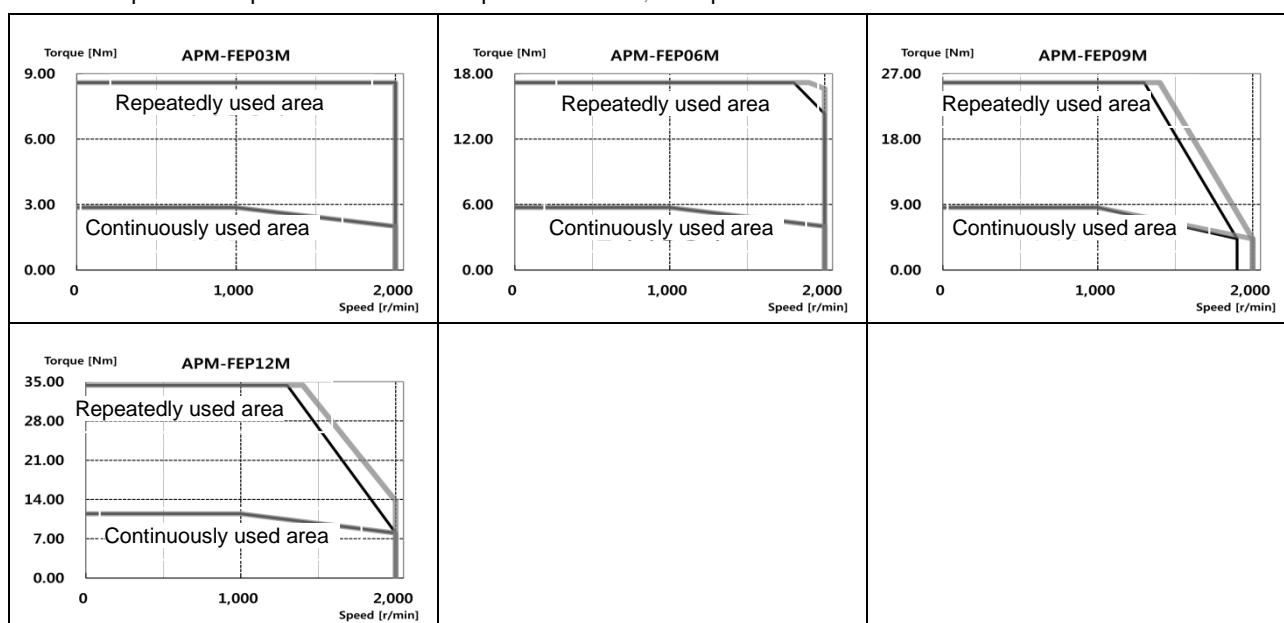 Torque [Nm] APM-FEP03M
9.00
Repeatedly used area
6.00
3.00
Continuously used area
0.00
0 1,000 2,000
Speed [r/min]
Torque [Nm] APM-FEP06M
18.00
Repeatedly used area
12.00
6.00
Continuously used area
0.00
0 1,000 2,000
Speed [r/min]
Torque [Nm] APM-FEP09M
27.00
Repeatedly used area
18.00
9.00
Continuously used area
0.00
0 1,000 2,000
Speed [r/min]
Torque [Nm] APM-FEP12M
35.00
Repeatedly used area
28.00
21.00
14.00
7.00
Continuously used area
0.00
0 1,000 2,000
Speed [r/min]